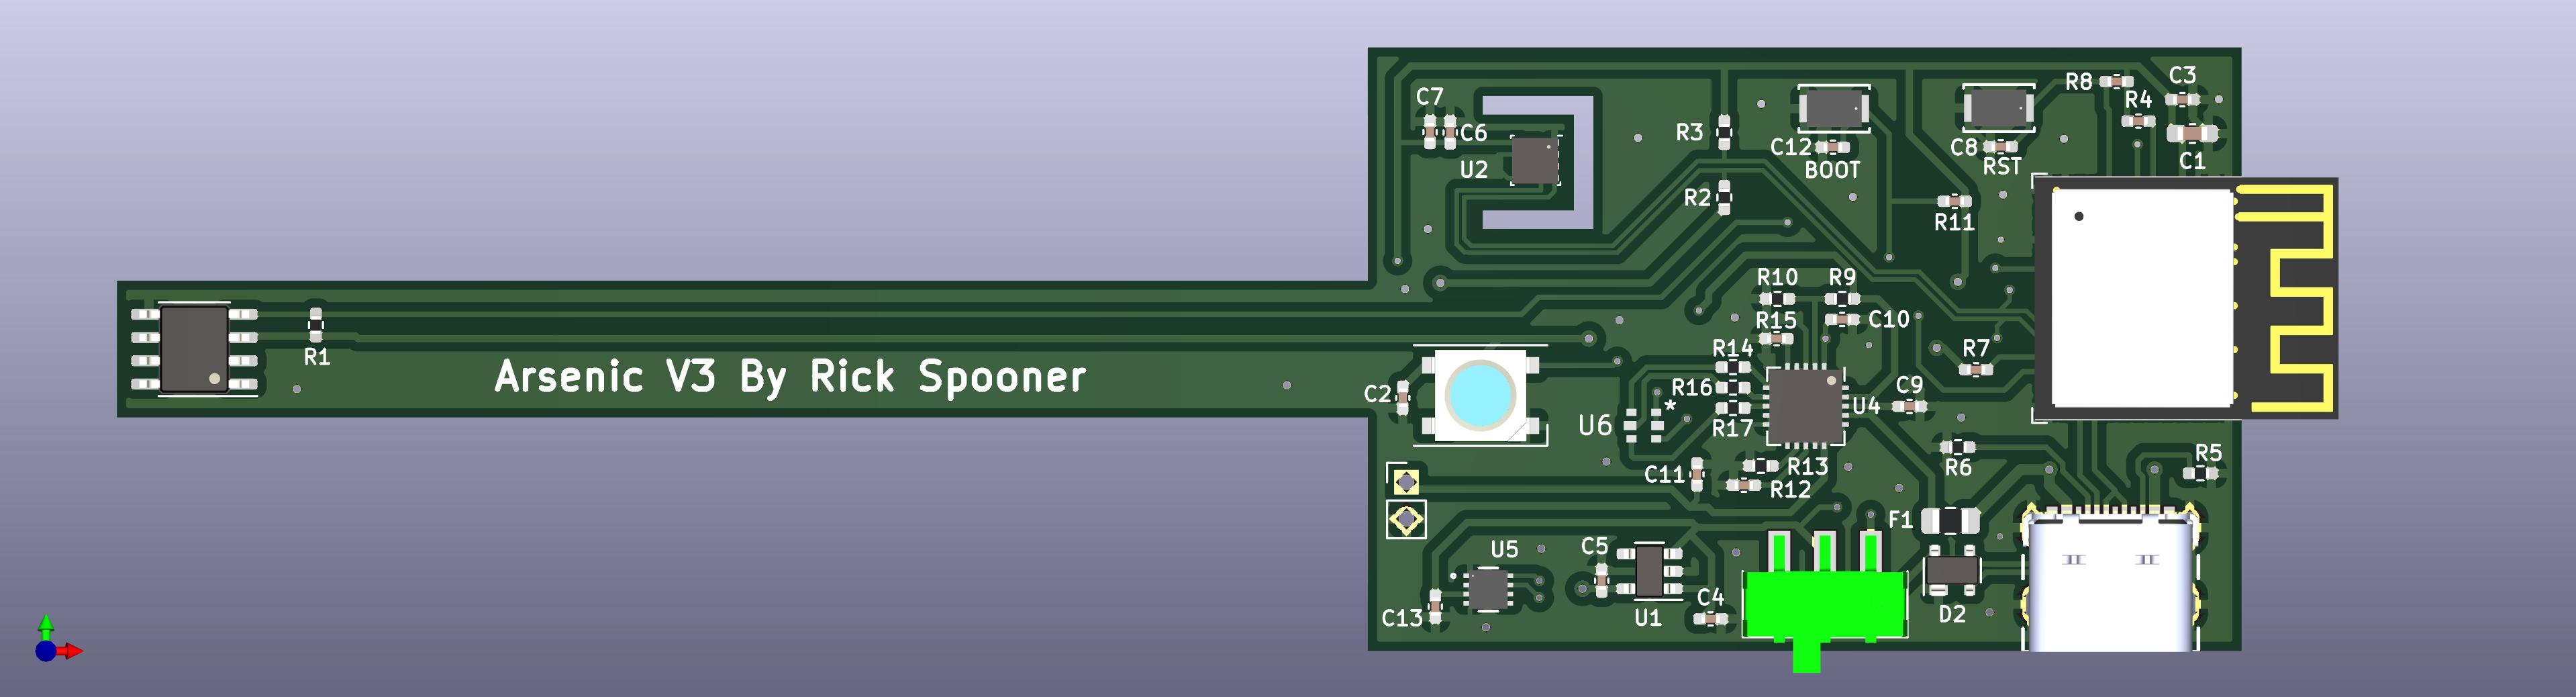 C7
C6
U2
R3
R2
C12
BOOT
C8
RST
R8
R4
C3
C1
R11
R10
R9
R15
C10
R14
R16
R17
U4
C9
R7
R1
Arsenic V3 By Rick Spooner
C2
U6
*
C11
R13
R12
R6
R5
F1
U5
C5
C13
U1
C4
D2